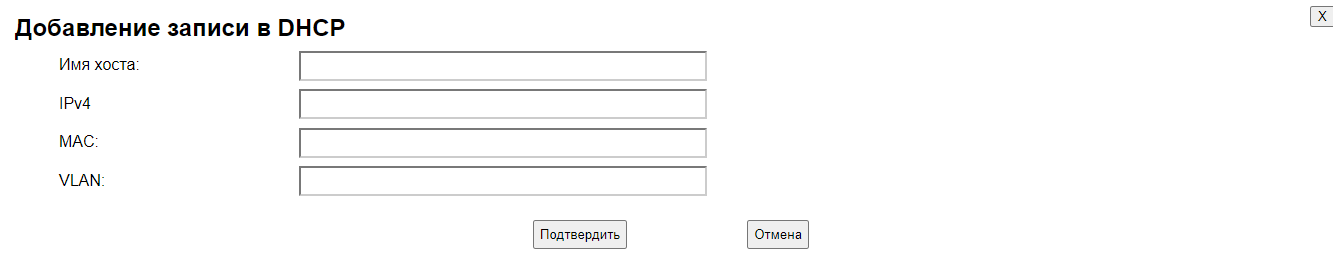 Добавление записи в DHCP
X
Имя хоста:
IPv4
MAC:
VLAN:
Подтвердить
Отмена